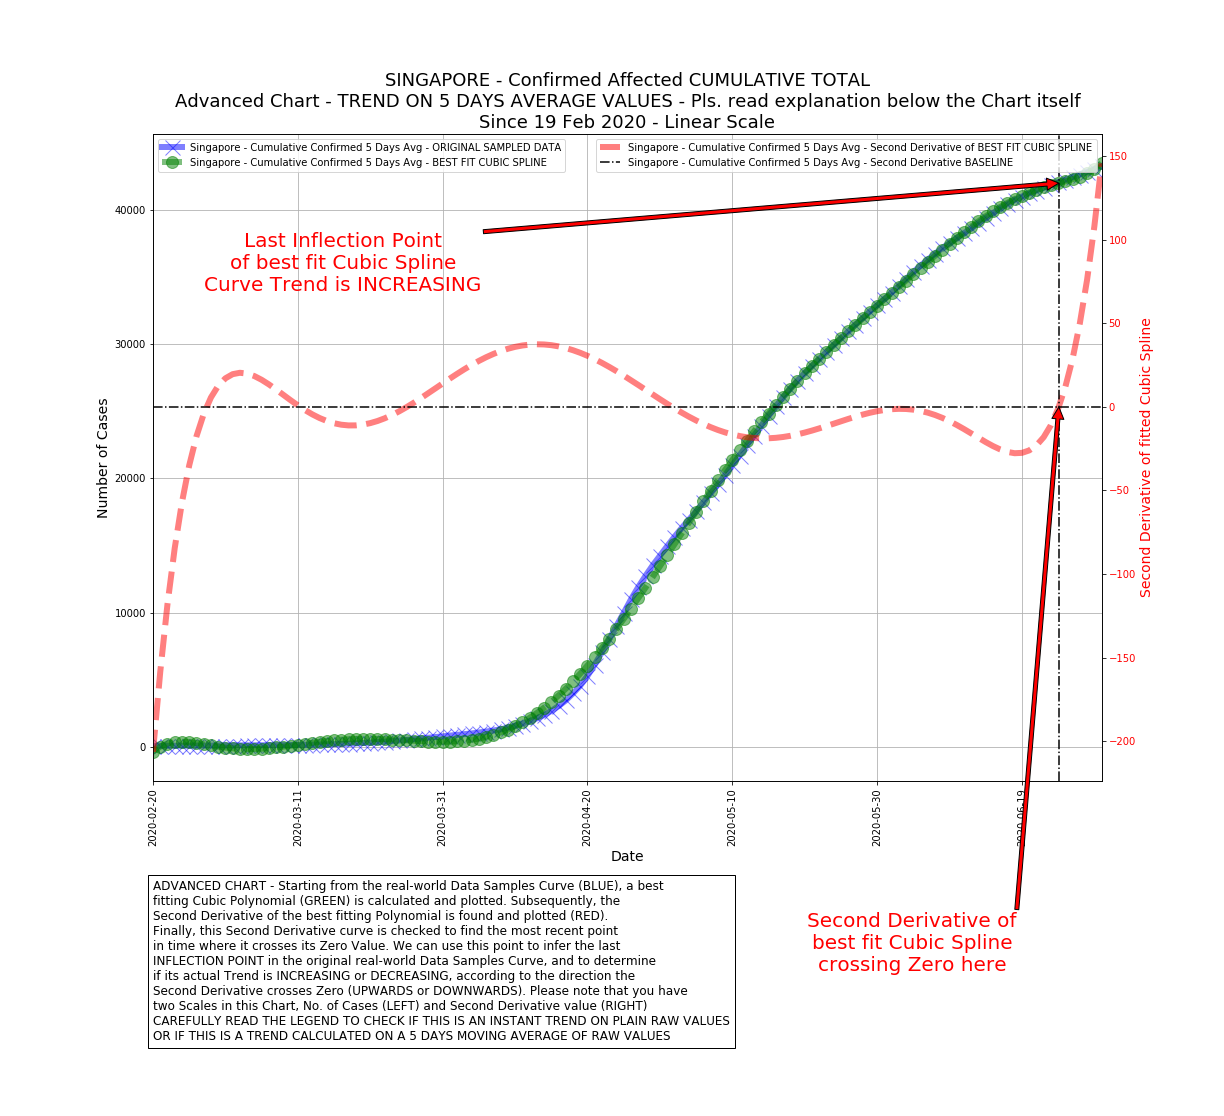 SINGAPORE - Confirmed Affected CUMULATIVE TOTAL
Advanced Chart - TREND ON 5 DAYS AVERAGE VALUES - Pls. read explanation below the Chart itself
Since 19 Feb 2020 - Linear Scale
Singapore - Cumulative Confirmed 5 Days Avg - ORIGINAL SAMPLED DATA
Singapore - Cumulative Confirmed 5 Days Avg - BEST FIT CUBIC SPLINE
Singapore - Cumulative Confirmed 5 Days Avg - Second Derivative of BEST FIT CUBIC SPLINE
Singapore - Cumulative Confirmed 5 Days Avg - Second Derivative BASELINE
Last Inflection Point
of best fit Cubic Spline
Curve Trend is INCREASING
Number of Cases
40000
30000
20000
10000
0
150
100
50
0
−50
−100
−150
−200
Second Derivative of fitted Cubic Spline
2020-02-20
2020-03-11
2020-03-31
2020-04-20
2020-05-10
2020-05-30
2020-06-19
Date
ADVANCED CHART - Starting from the real-world Data Samples Curve (BLUE), a best
fitting Cubic Polynomial (GREEN) is calculated and plotted. Subsequently, the
Second Derivative of the best fitting Polynomial is found and plotted (RED).
Finally, this Second Derivative curve is checked to find the most recent point
in time where it crosses its Zero Value. We can use this point to infer the last
INFLECTION POINT in the original real-world Data Samples Curve, and to determine
if its actual Trend is INCREASING or DECREASING, according to the direction the
Second Derivative crosses Zero (UPWARDS or DOWNWARDS). Please note that you have
two Scales in this Chart, No. of Cases (LEFT) and Second Derivative value (RIGHT)
CAREFULLY READ THE LEGEND TO CHECK IF THIS IS AN INSTANT TREND ON PLAIN RAW VALUES
OR IF THIS IS A TREND CALCULATED ON A 5 DAYS MOVING AVERAGE OF RAW VALUES
Second Derivative of
best fit Cubic Spline
crossing Zero here